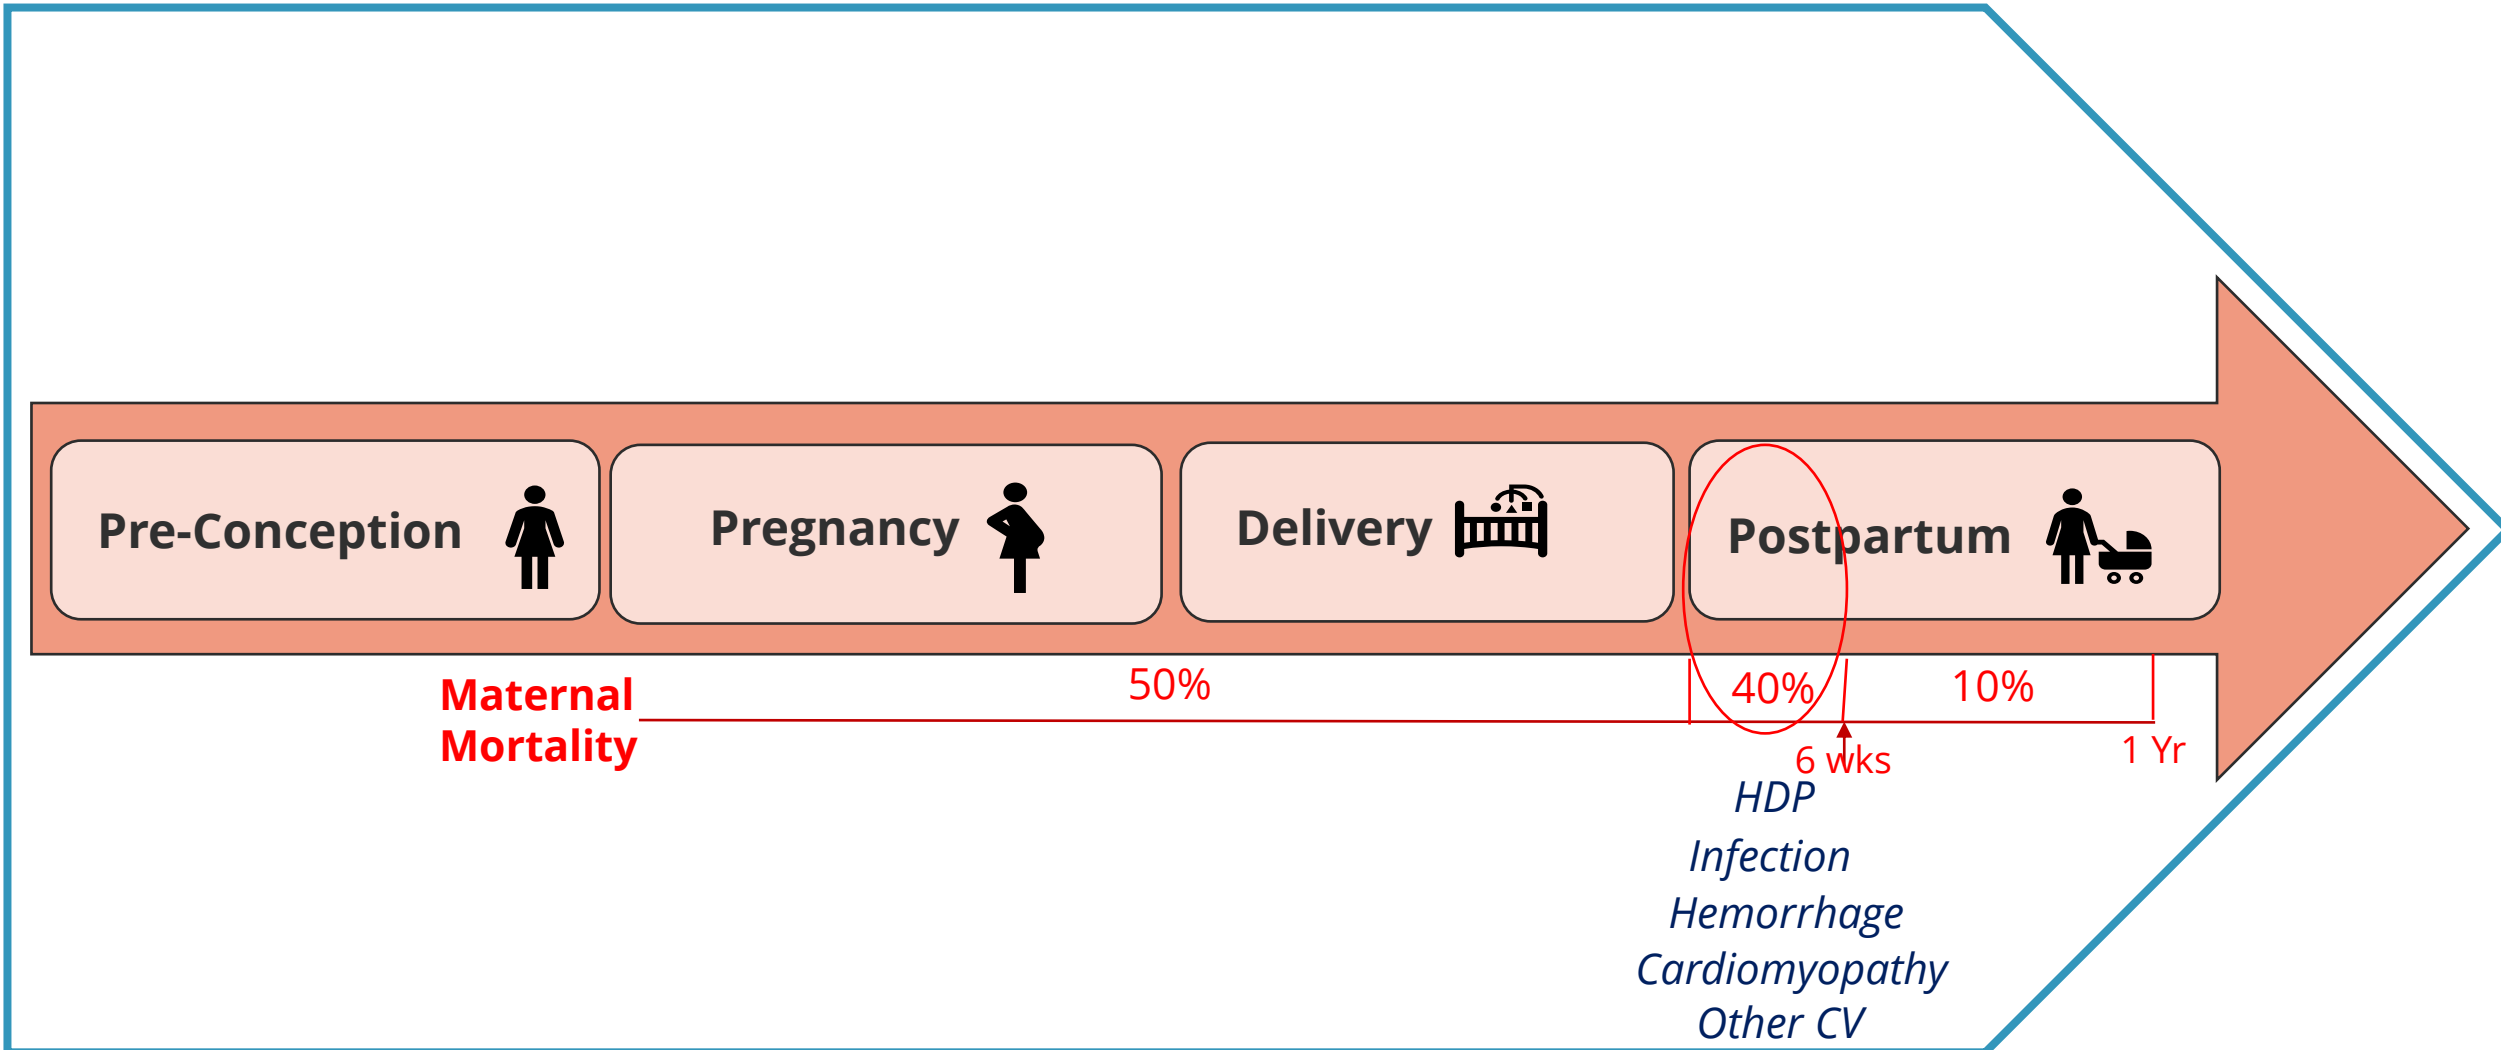 Pre-Conception
Pregnancy
Delivery
Postpartum
Maternal
Mortality
50%
40%
10%
6 wks
1 Yr
HDP
Infection
Hemorrhage
Cardiomyopathy
Other CV